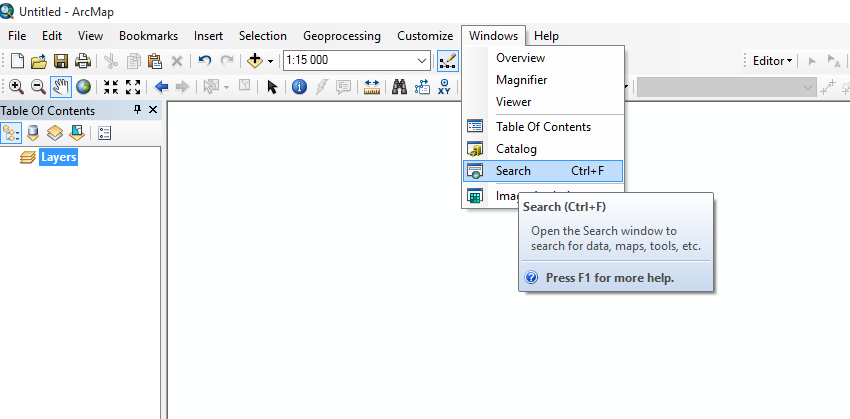 Untitled - ArcMap
File Edit View Bookmarks Insert Selection Geoprocessing Customize Windows Help
1:15 000
Editor
XY
Table Of Contents
Layers
Overview
Magnifier
Viewer
Table Of Contents
Catalog
Search Ctrl+F
Search (Ctrl+F)
Open the Search window to
search for data, maps, tools, etc.
Press F1 for more help.